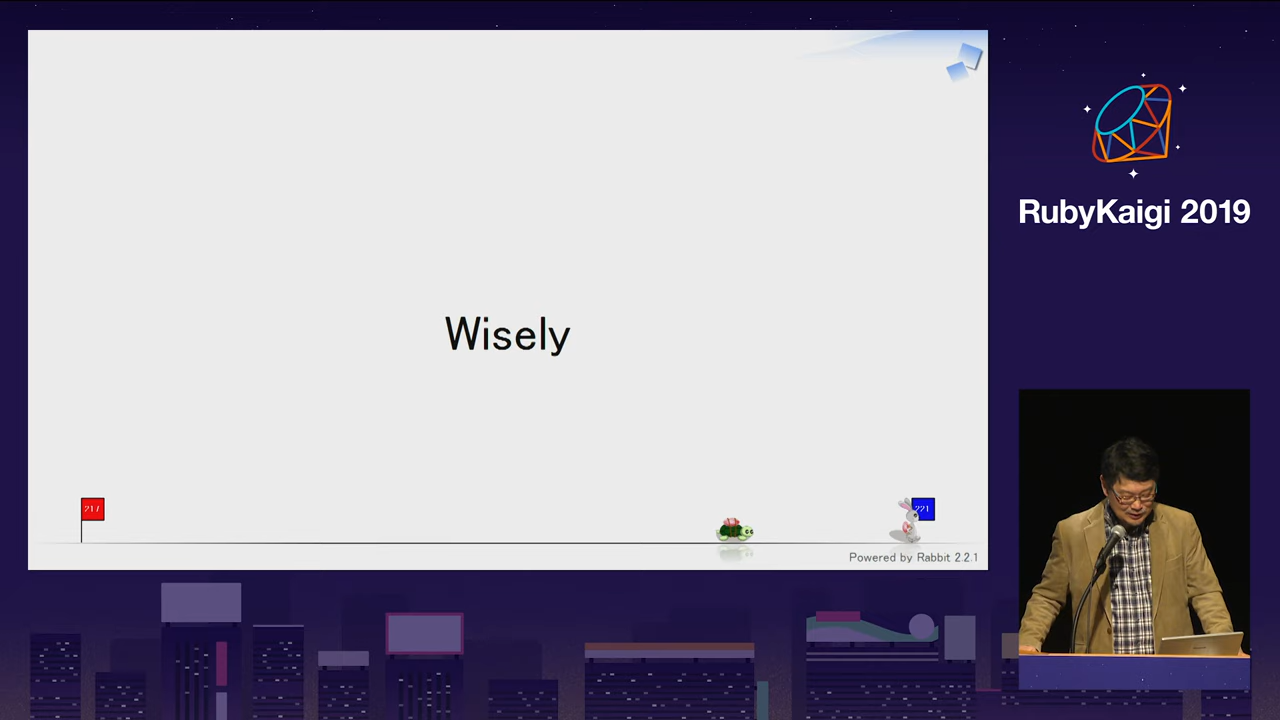 Wisely
217
221
Powered by Rabbit 2.2.1
RubyKaigi 2019